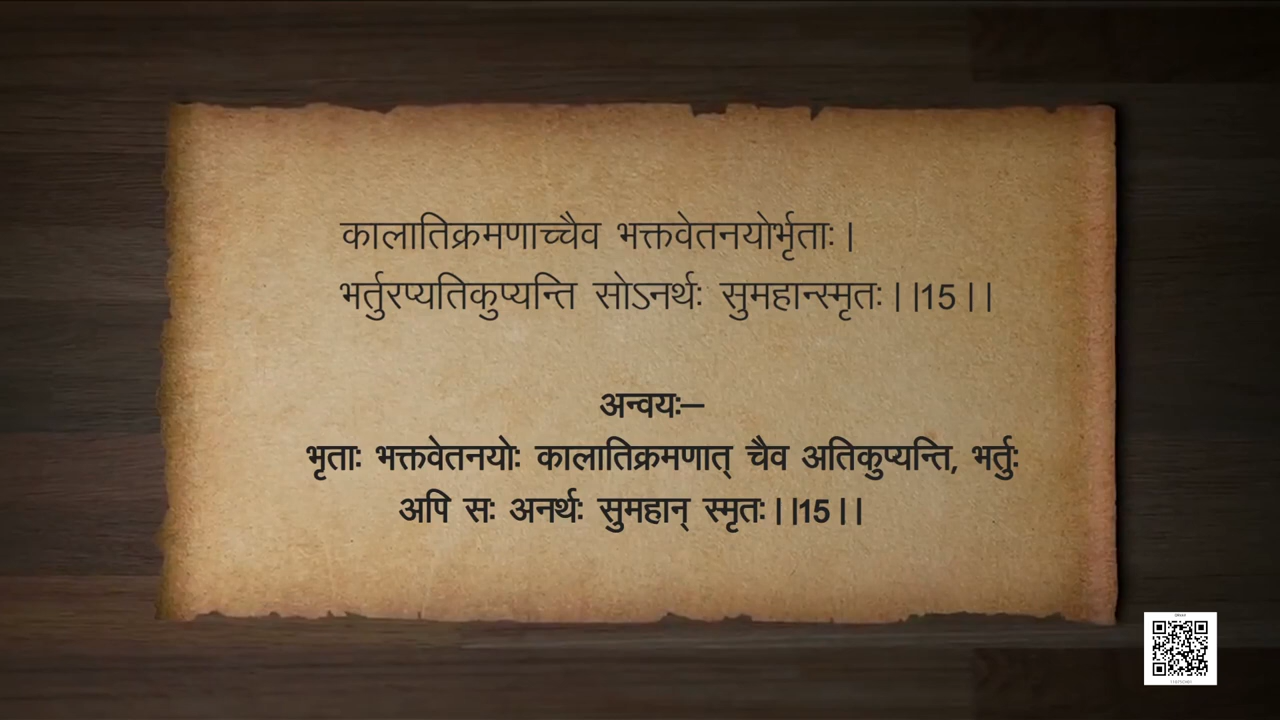 कालातिक्रमणाच्चैव भक्तवेतनयोर्भृताः।
भर्तुरप्यतिकुप्यन्ति सोऽनर्थः सुमहान्स्मृतः।।15।।
अन्वयः—
भृताः भक्तवेतनयोः कालातिक्रमणात् चैव अतिकुप्यन्ति, भर्तुः
अपि सः अनर्थः सुमहान् स्मृतः।।15।।